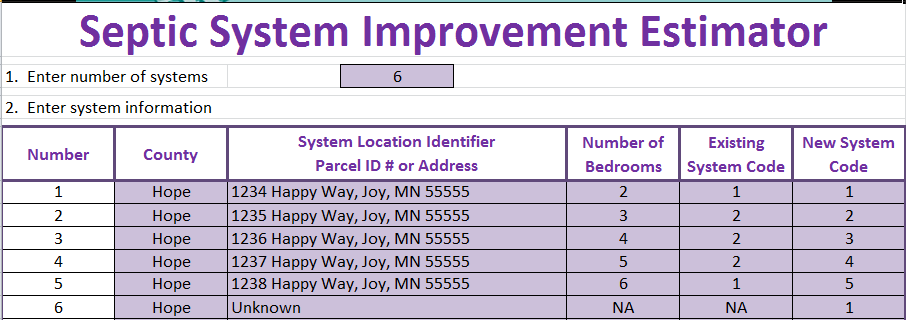 Septic System Improvement Estimator
1. Enter number of systems 6
2. Enter system information
Number County System Location Identifier Parcel ID # or Address Number of Bedrooms Existing System Code New System Code
1 Hope 1234 Happy Way, Joy, MN 55555 2 1 1
2 Hope 1235 Happy Way, Joy, MN 55555 3 2 2
3 Hope 1236 Happy Way, Joy, MN 55555 4 2 3
4 Hope 1237 Happy Way, Joy, MN 55555 5 2 4
5 Hope 1238 Happy Way, Joy, MN 55555 6 1 5
6 Hope Unknown NA NA 1